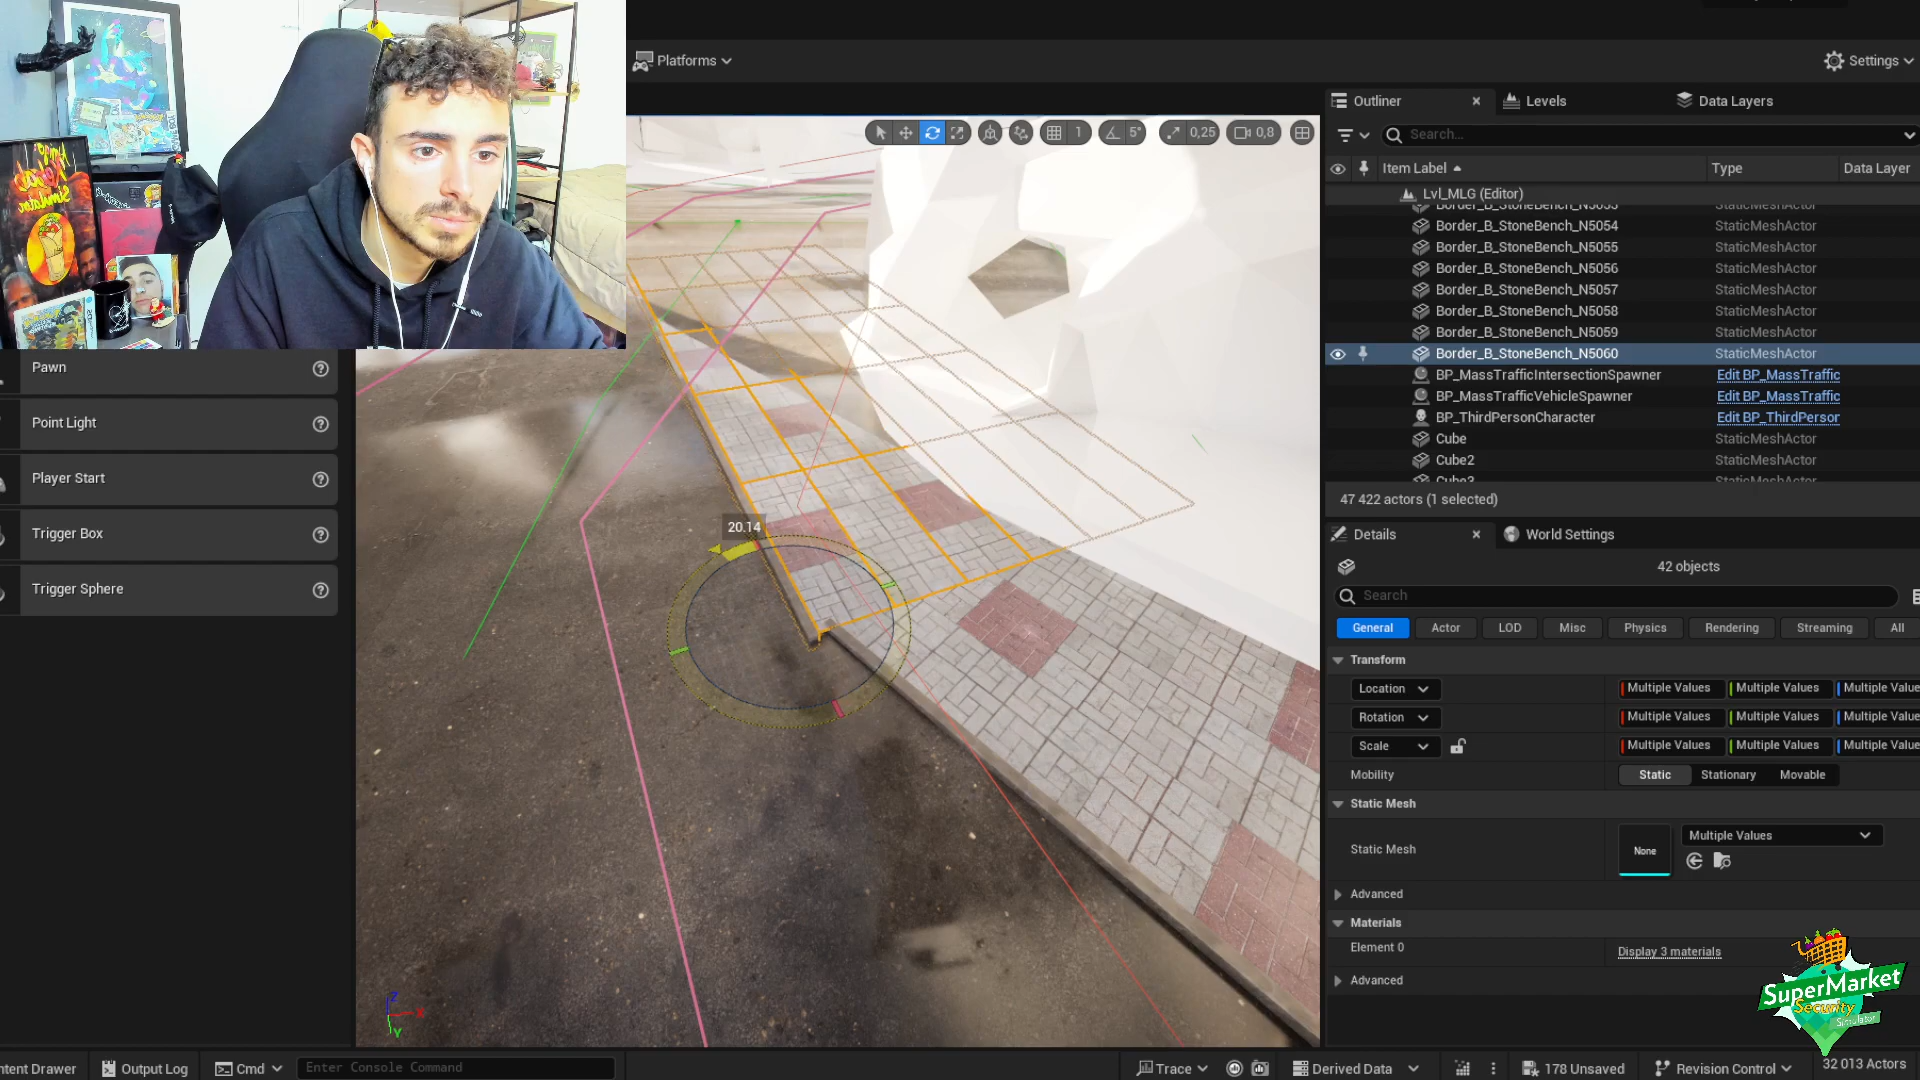 Platforms
Settings
Outliner
Levels
Data Layers
1
5°
0,25
0,8
Search...
Item Label
Type
Data Layer
Lvl_MLG (Editor)
Border_B_StoneBench_N5053
Border_B_StoneBench_N5054 StaticMeshActor
Border_B_StoneBench_N5055 StaticMeshActor
Border_B_StoneBench_N5056 StaticMeshActor
Border_B_StoneBench_N5057 StaticMeshActor
Border_B_StoneBench_N5058 StaticMeshActor
Border_B_StoneBench_N5059 StaticMeshActor
Border_B_StoneBench_N5060 StaticMeshActor
BP_MassTrafficIntersectionSpawner Edit BP_MassTraffic
BP_MassTrafficVehicleSpawner Edit BP_MassTraffic
BP_ThirdPersonCharacter Edit BP_ThirdPerson
Cube StaticMeshActor
Cube2 StaticMeshActor
Cube3
47 422 actors (1 selected)
Pawn
Point Light
Player Start
Trigger Box
Trigger Sphere
20.14
Details
World Settings
42 objects
Search
General Actor LOD Misc Physics Rendering Streaming All
Transform
Location Multiple Values Multiple Values Multiple Value
Rotation Multiple Values Multiple Values Multiple Value
Scale Multiple Values Multiple Values Multiple Value
Mobility Static Stationary Movable
Static Mesh
Static Mesh None Multiple Values
Advanced
Materials
Element 0 Display 3 materials
Advanced
SuperMarket
Security
Simulator
Z
X
Y
ntent Drawer
Output Log
Cmd
Enter Console Command
Trace
Derived Data
178 Unsaved
Revision Control
32 013 Actors